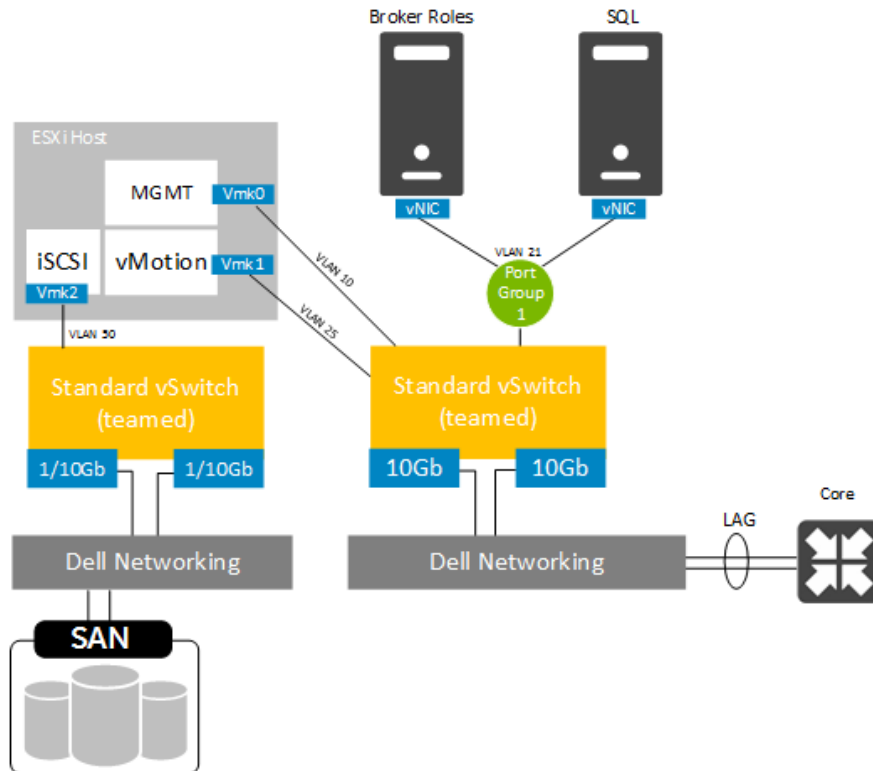 Broker Roles
SQL
ESXi Host
MGMT
Vmk0
vNIC
vNIC
iSCSI
vMotion
Vmk1
Vmk2
VLAN 10
VLAN 21
Port
Group
1
VLAN 25
VLAN 30
Standard vSwitch
(teamed)
Standard vSwitch
(teamed)
1/10Gb
1/10Gb
10Gb
10Gb
Core
LAG
Dell Networking
Dell Networking
SAN